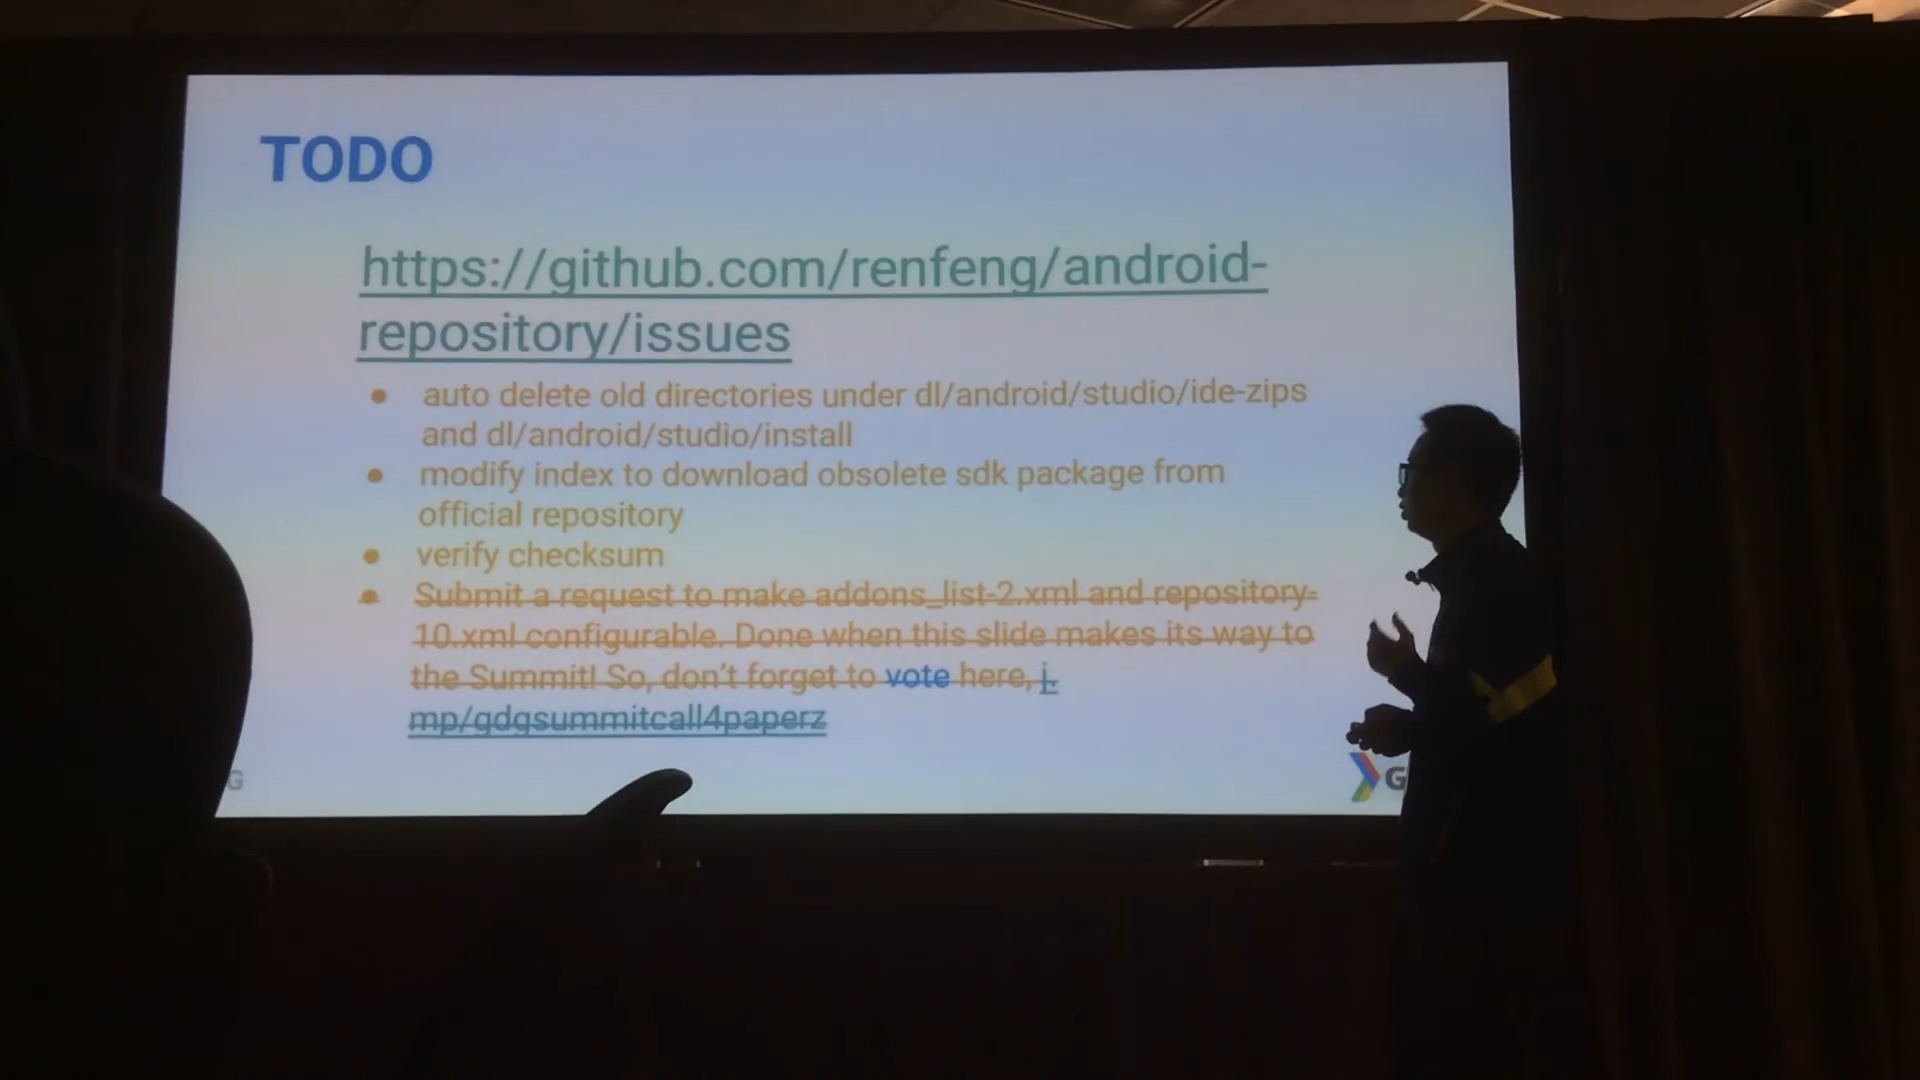 TODO
https://github.com/renfeng/android-
repository/issues
auto delete old directories under dl/android/studio/ide-zips
and dl/android/studio/install
modify index to download obsolete sdk package from
official repository
verify checksum
Submit a request to make addons_list-2.xml and repository-
10.xml configurable. Done when this slide makes its way to
the Summit! So, don't forget to vote here, j.
mp/gdgsummitcall4paperz
G
G